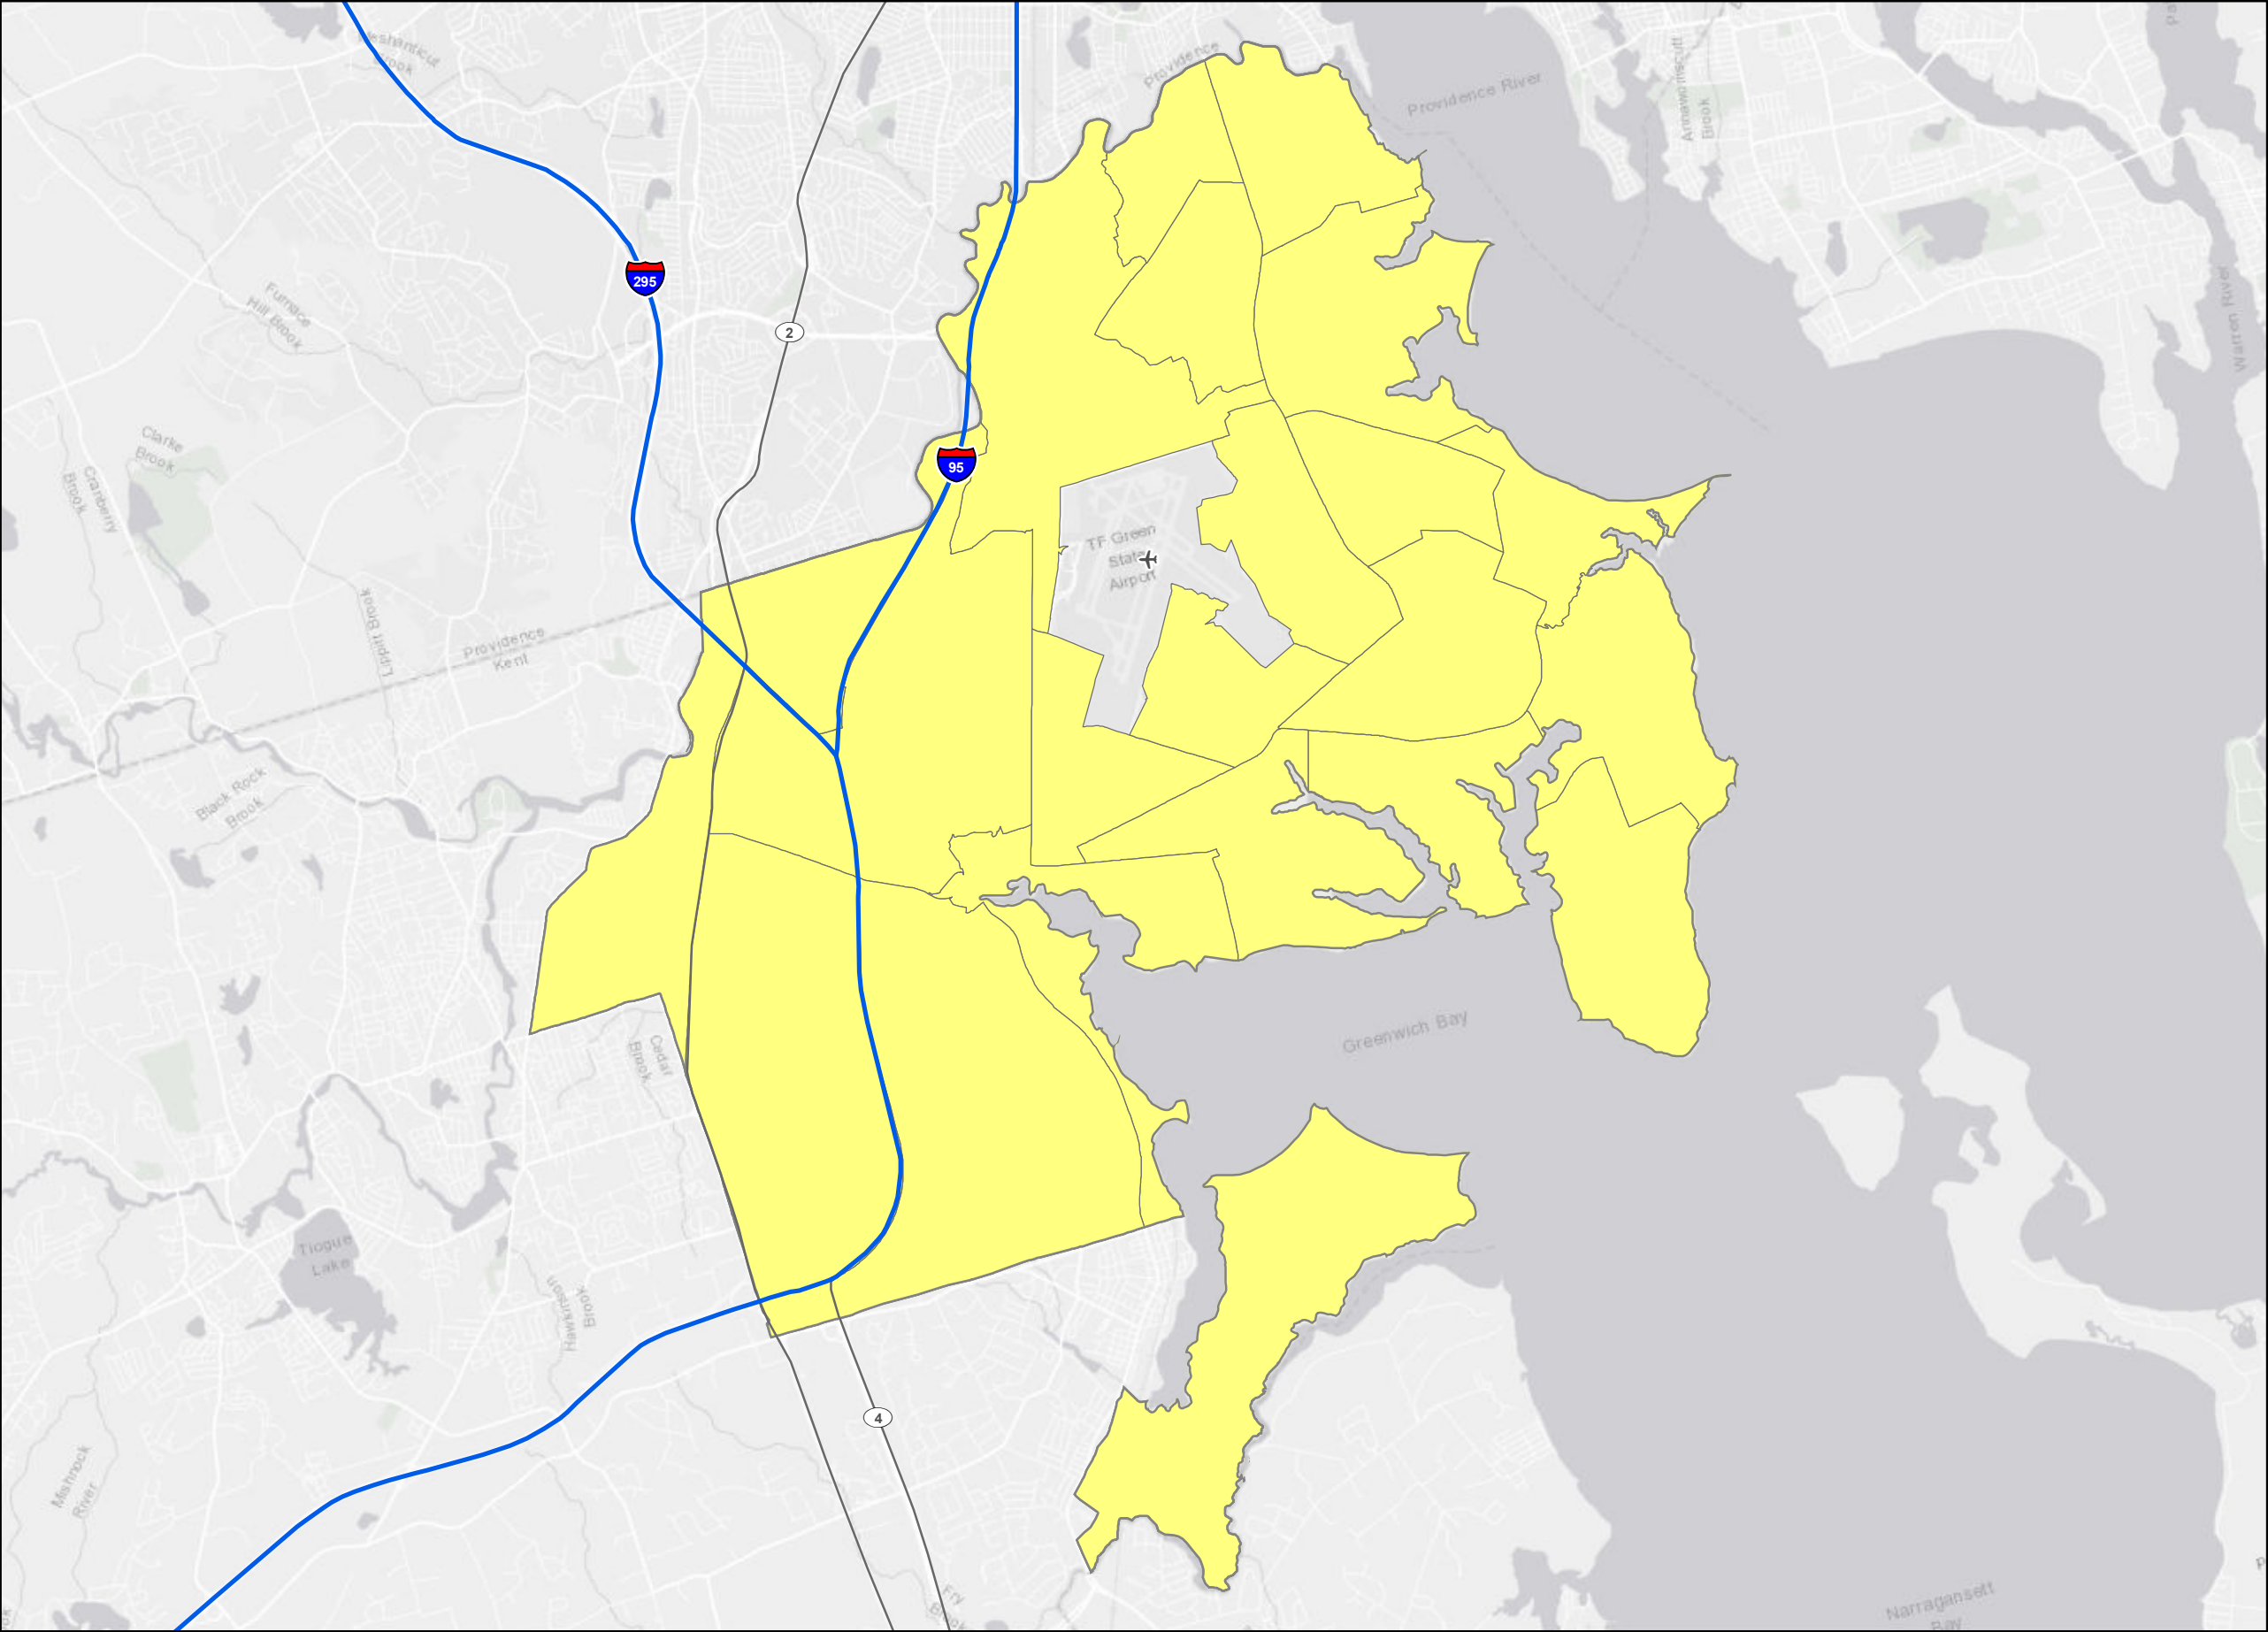 Meshanticut
Brook
Providence
Providence River
Annawomscutt
Brook
295
Furnace
Hill Brook
2
Warren River
Clarke
Brook
Cranberry
Brook
95
TF Green
State
Airport
Lippitt Brook
Providence
Kent
Black Rock
Brook
Cedar
Brook
Greenwich Bay
Tiogue
Lake
Hawkinson
Brook
4
Mishnock
River
Fry
Brook
Narragansett
Bay